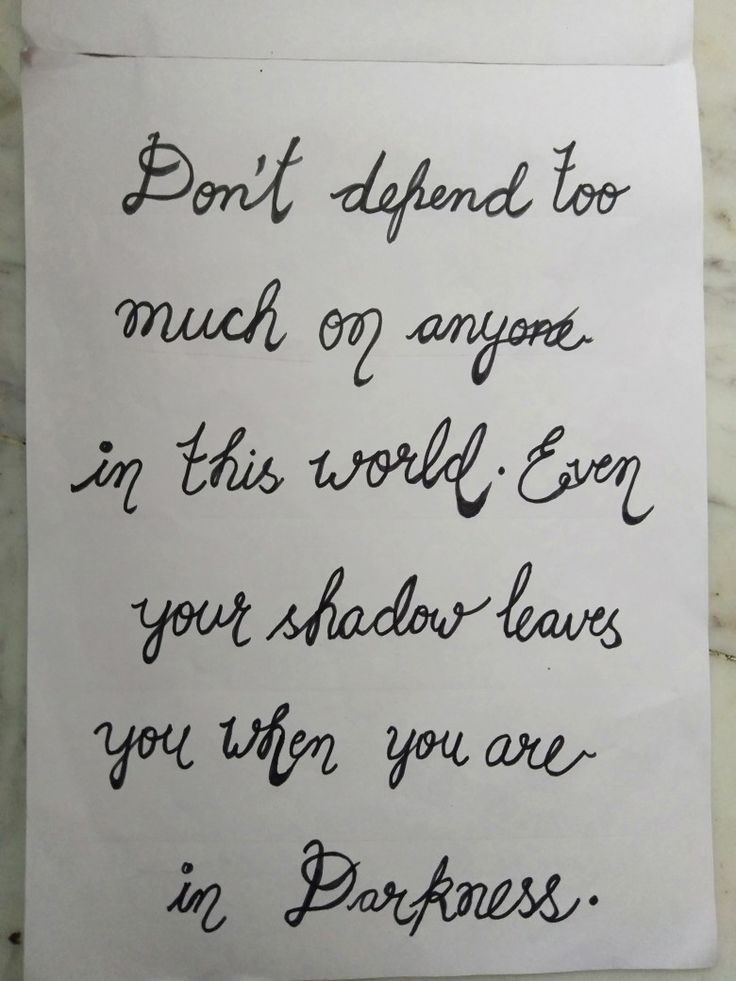 Don't depend too
much on anyone
in this world. Even
your shadow leaves
you when you are
in Darkness.